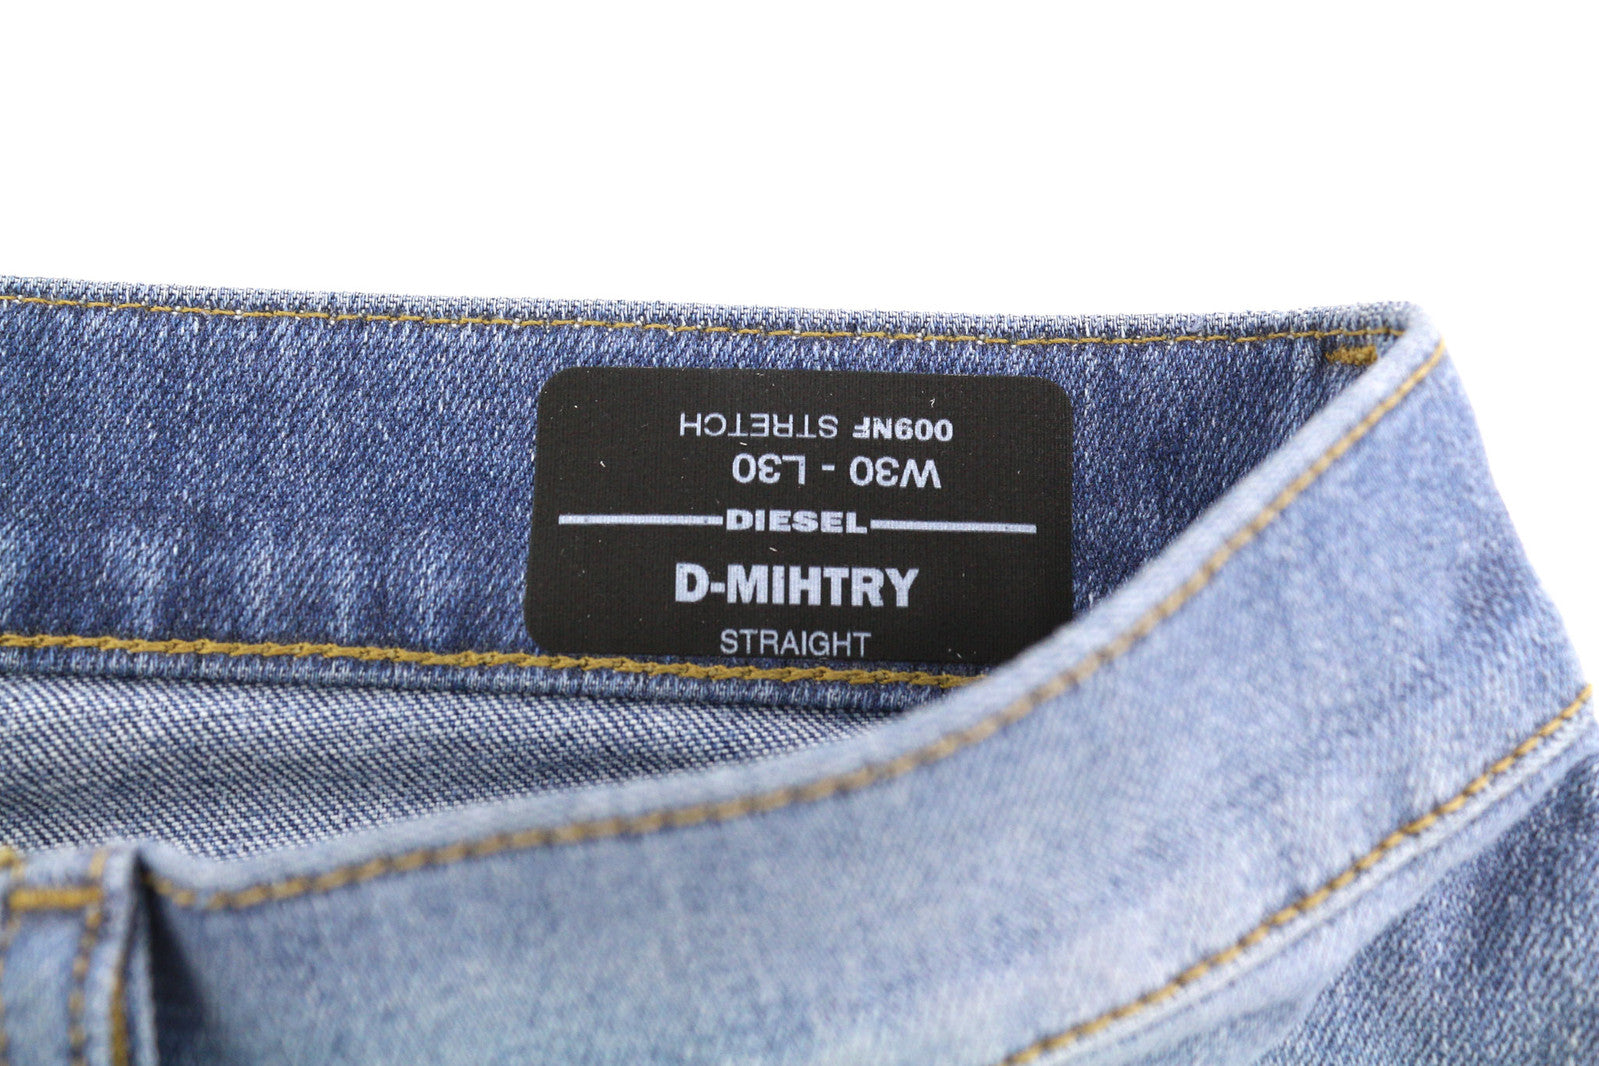 009NF STRETCH
W30 - L30
DIESEL
D-MIHTRY
STRAIGHT